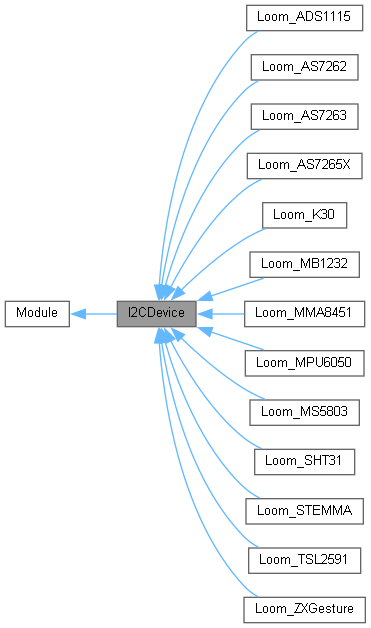 Loom_ADS1115
Loom_AS7262
Loom_AS7263
Loom_AS7265X
Loom_K30
Loom_MB1232
Module
I2CDevice
Loom_MMA8451
Loom_MPU6050
Loom_MS5803
Loom_SHT31
Loom_STEMMA
Loom_TSL2591
Loom_ZXGesture